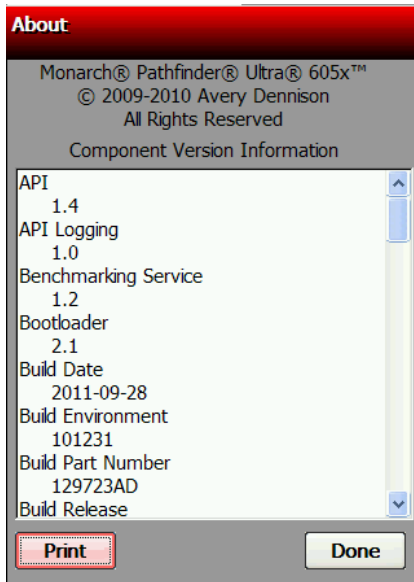 About
Monarch® Pathfinder® Ultra® 605x™
© 2009-2010 Avery Dennison
All Rights Reserved
Component Version Information
API
1.4
API Logging
1.0
Benchmarking Service
1.2
Bootloader
2.1
Build Date
2011-09-28
Build Environment
101231
Build Part Number
129723AD
Build Release
Print
Done